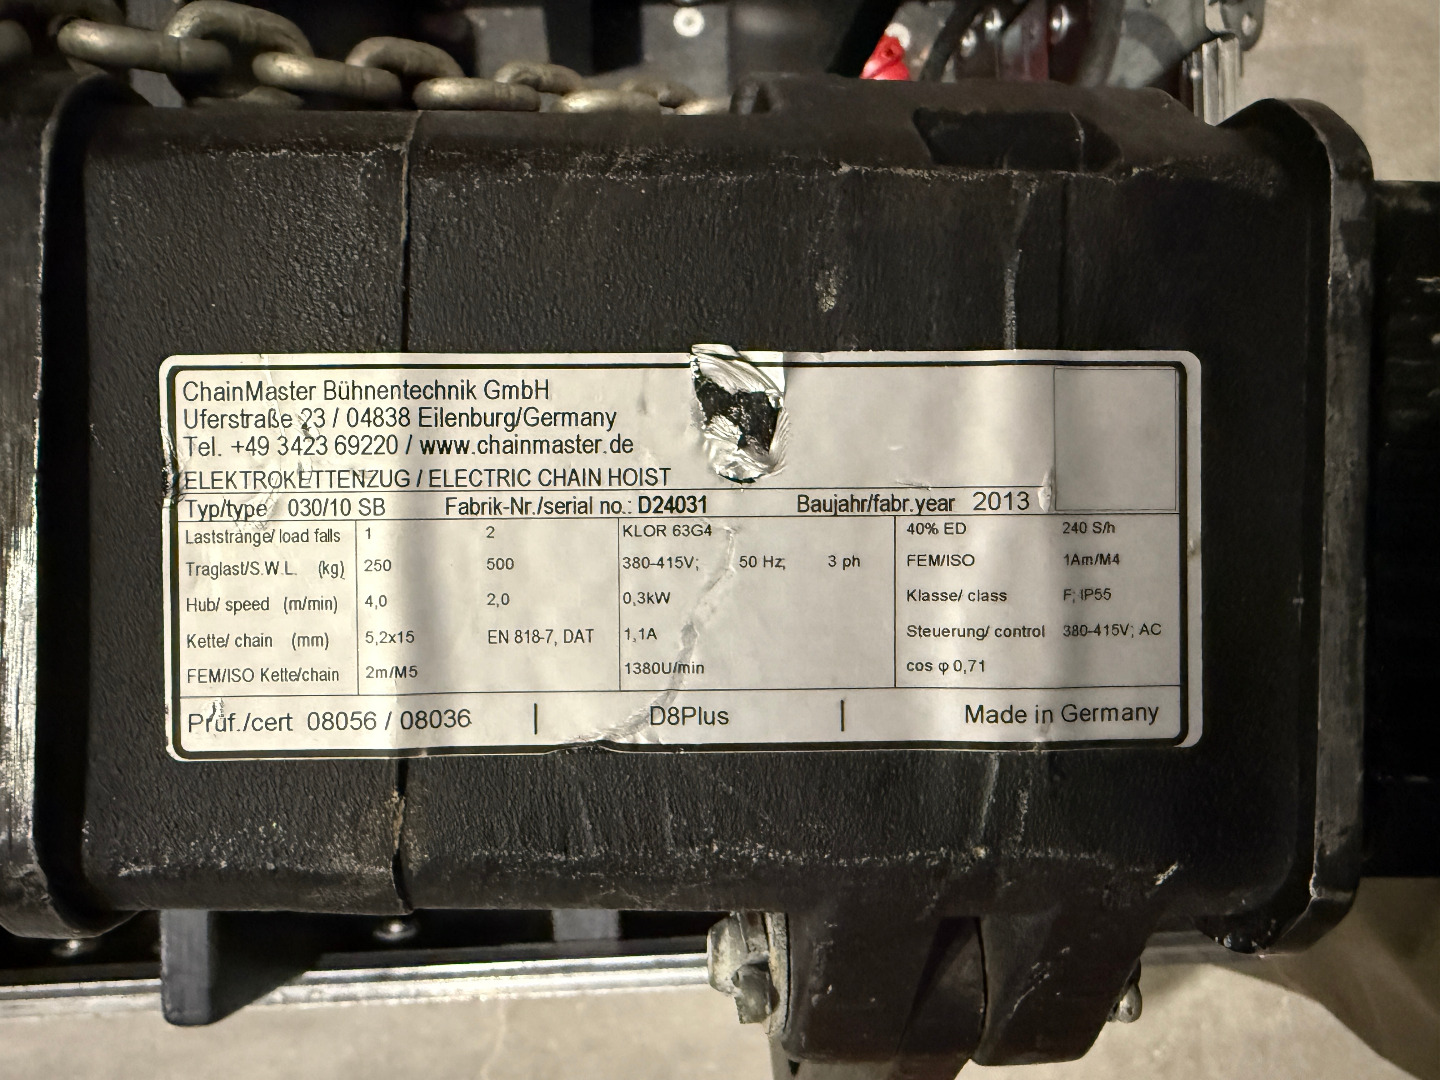 ChainMaster Bühnentechnik GmbH
Uferstraße 23 / 04838 Eilenburg/Germany
Tel. +49 3423 69220 / www.chainmaster.de
ELEKTROKETTENZUG / ELECTRIC CHAIN HOIST
Typ/type 030/10 SB Fabrik-Nr./serial no.: D24031 Baujahr/fabr.year 2013
Laststränge/ load falls 1 2 KLOR 63G4 40% ED 240 S/h
Traglast/S.W.L. (kg) 250 500 380-415V; 50 Hz; 3 ph FEM/ISO 1Am/M4
Hub/ speed (m/min) 4,0 2,0 0,3kW Klasse/ class F; IP55
Kette/ chain (mm) 5,2x15 EN 818-7, DAT 1,1A Steuerung/ control 380-415V; AC
FEM/ISO Kette/chain 2m/M5 1380U/min cos φ 0,71
Prüf./cert 08056 / 08036 | D8Plus | Made in Germany